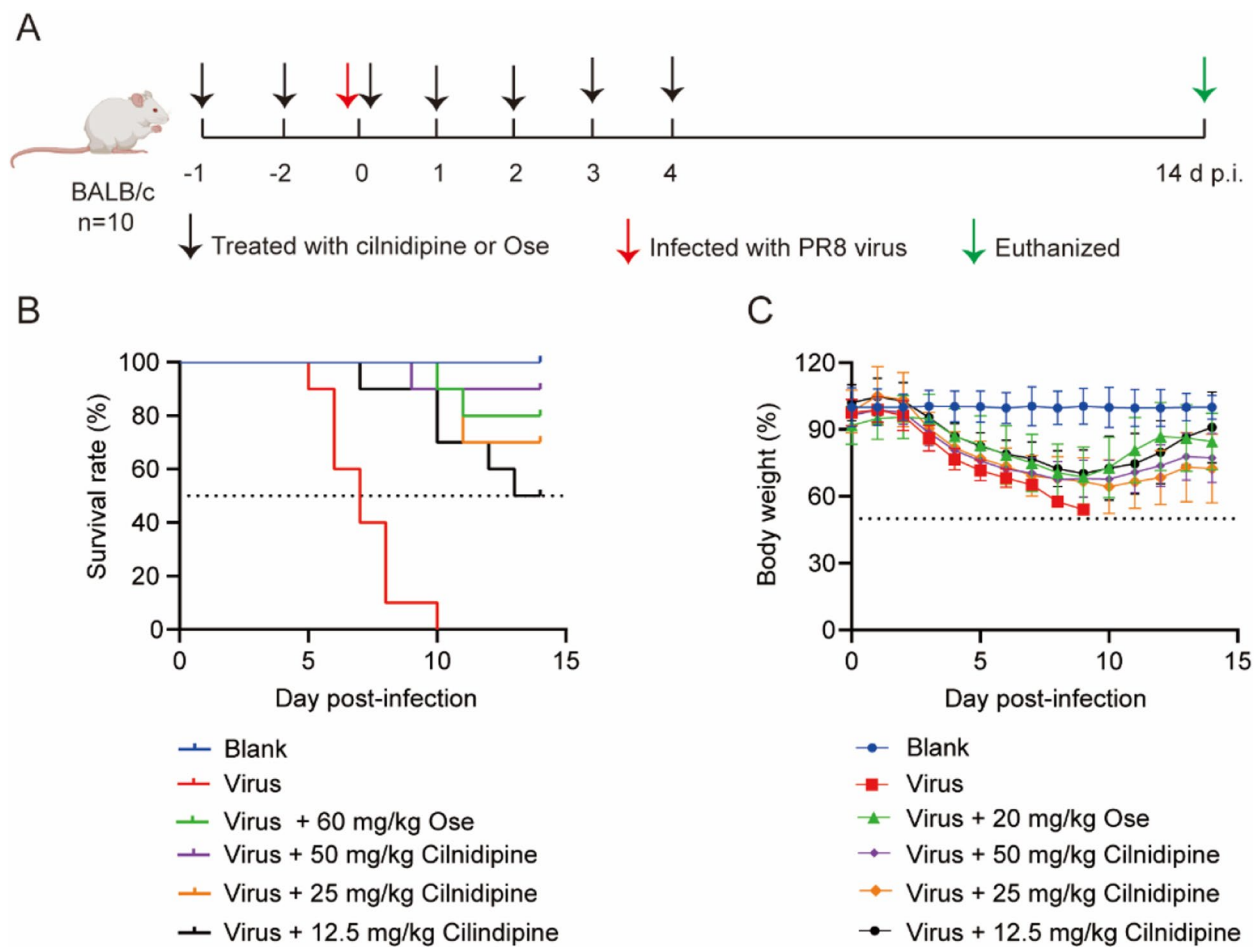 A
BALB/c
n=10
-1 -2 0 1 2 3 4 14 d p.i.
Treated with cilnidipine or Ose Infected with PR8 virus Euthanized
B
Survival rate (%)
100
80
60
40
20
0
0 5 10 15
Day post-infection
Blank
Virus
Virus + 60 mg/kg Ose
Virus + 50 mg/kg Cilnidipine
Virus + 25 mg/kg Cilnidipine
Virus + 12.5 mg/kg Cilindipine
C
Body weight (%)
120
90
60
30
0
0 5 10 15
Day post-infection
Blank
Virus
Virus + 20 mg/kg Ose
Virus + 50 mg/kg Cilnidipine
Virus + 25 mg/kg Cilnidipine
Virus + 12.5 mg/kg Cilnidipine